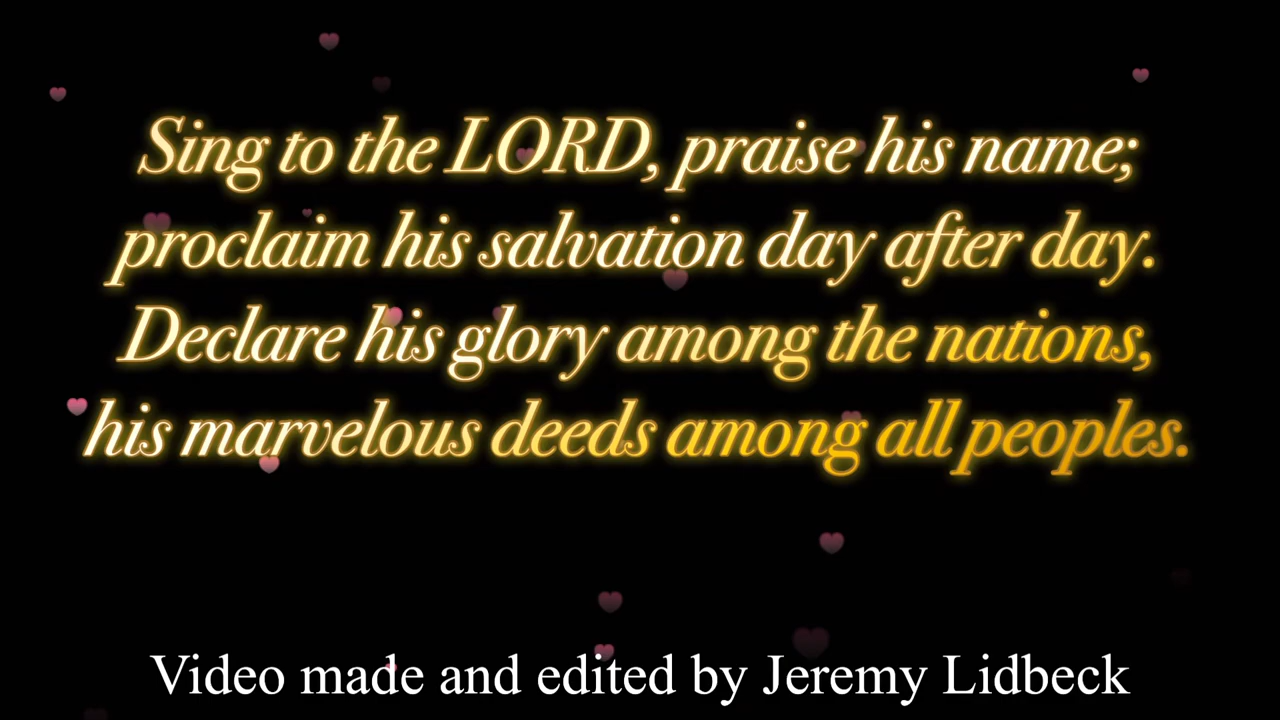 Sing to the LORD, praise his name;
proclaim his salvation day after day.
Declare his glory among the nations,
his marvelous deeds among all peoples.
Video made and edited by Jeremy Lidbeck